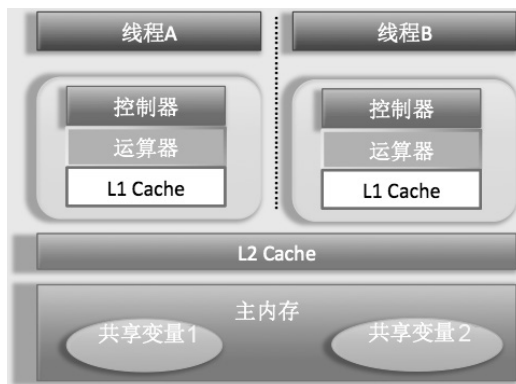 线程A
线程B
控制器
运算器
L1 Cache
控制器
运算器
L1 Cache
L2 Cache
主内存
共享变量1
共享变量2